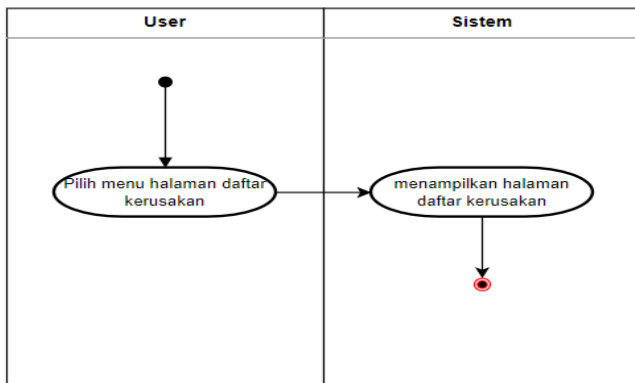 User
Sistem
Pilih menu halaman daftar
kerusakan
menampilkan halaman
daftar kerusakan